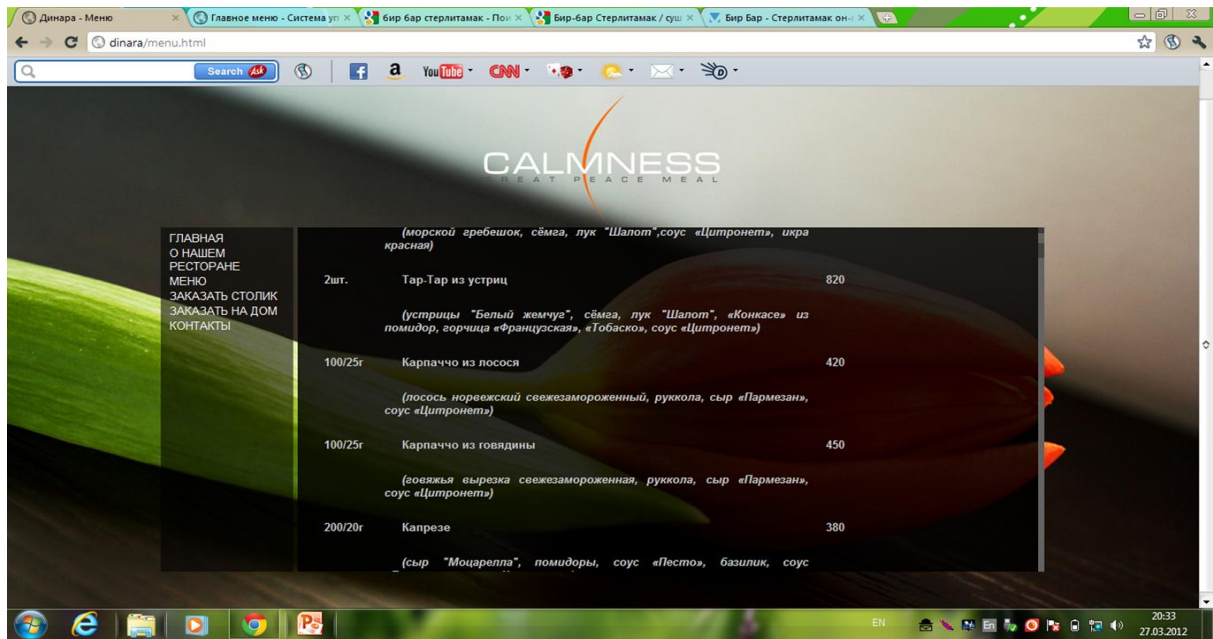 Динара - Меню
Главное меню - Система уп
бир бар стерлитамак - Пои
Бир-бар Стерлитамак / суш
Бир Бар - Стерлитамак он-
dinara/menu.html
Search Ask
f a YouTube CNN
CALMNESS
MEAL
ГЛАВНАЯ
О НАШЕМ
РЕСТОРАНЕ
МЕНЮ
ЗАКАЗАТЬ СТОЛИК
ЗАКАЗАТЬ НА ДОМ
КОНТАКТЫ
(морской гребешок, сёмга, лук "Шалот",соус «Цитронет», икра
красная)
2шт. Тар-Тар из устриц 820
(устрицы "Белый жемчуг", сёмга, лук "Шалот", «Конкасе» из
помидор, горчица «Французская», «Тобаско», соус «Цитронет»)
100/25г Карпаччо из лосося 420
(лосось норвежский свежезамороженный, руккола, сыр «Пармезан»,
соус «Цитронет»)
100/25г Карпаччо из говядины 450
(говяжья вырезка свежезамороженная, руккола, сыр «Пармезан»,
соус «Цитронет»)
200/20г Капрезе 380
(сыр "Моцарелла", помидоры, соус «Песто», базилик, соус
EN En 20:33
27.03.2012